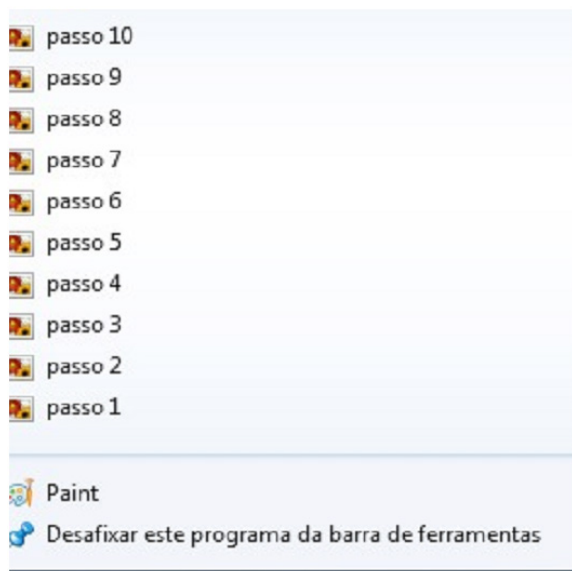 passo 10
passo 9
passo 8
passo 7
passo 6
passo 5
passo 4
passo 3
passo 2
passo 1
Paint
Desafixar este programa da barra de ferramentas